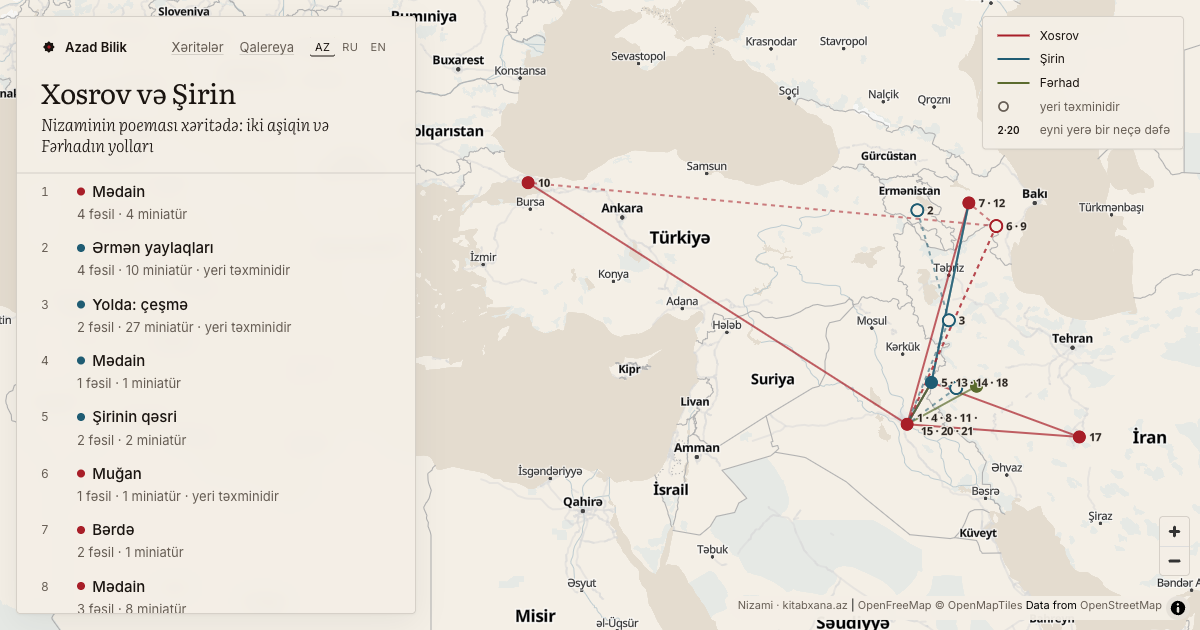 Azad Bilik
Xəritələr
Qalereya
AZ
RU
EN
Xosrov və Şirin
Nizaminin poeması xəritədə: iki aşiqin və
Fərhadın yolları
1
Mədain
4 fəsil · 4 miniatür
2
Ərmən yaylaqları
4 fəsil · 10 miniatür · yeri təxminidir
3
Yolda: çeşmə
2 fəsil · 27 miniatür · yeri təxminidir
4
Mədain
1 fəsil · 1 miniatür
5
Şirinin qəsri
2 fəsil · 2 miniatür
6
Muğan
1 fəsil · 1 miniatür · yeri təxminidir
7
Bərdə
2 fəsil · 1 miniatür
8
Mədain
3 fəsil · 8 miniatür
Xosrov
Şirin
Fərhad
yeri təxminidir
2·20 eyni yerə bir neçə dəfə
Sloveniya
Rumıniya
Buxarest
Konstansa
Sevastopol
Krasnodar
Stavropol
Soçi
Nalçik
Qroznı
olqarıstan
Gürcüstan
Samsun
Ermənistan
Bakı
Türkmənbaşı
10
Bursa
Ankara
2
7 · 12
6 · 9
Türkiyə
İzmir
Konya
Təbriz
Adana
Hələb
Mosul
3
Kərkük
Tehran
Kipr
Suriya
5 · 13 · 14 · 18
Livan
1 · 4 · 8 · 11 ·
15 · 20 · 21
17
İran
Amman
Əhvaz
İsgəndəriyyə
İsrail
Bəsrə
Qahirə
Şiraz
Küveyt
Təbuk
Əsyut
Misir
əl-Üqsür
Səudiyyə
Bəhreyn
+
−
Nizami · kitabxana.az | OpenFreeMap © OpenMapTiles Data from OpenStreetMap